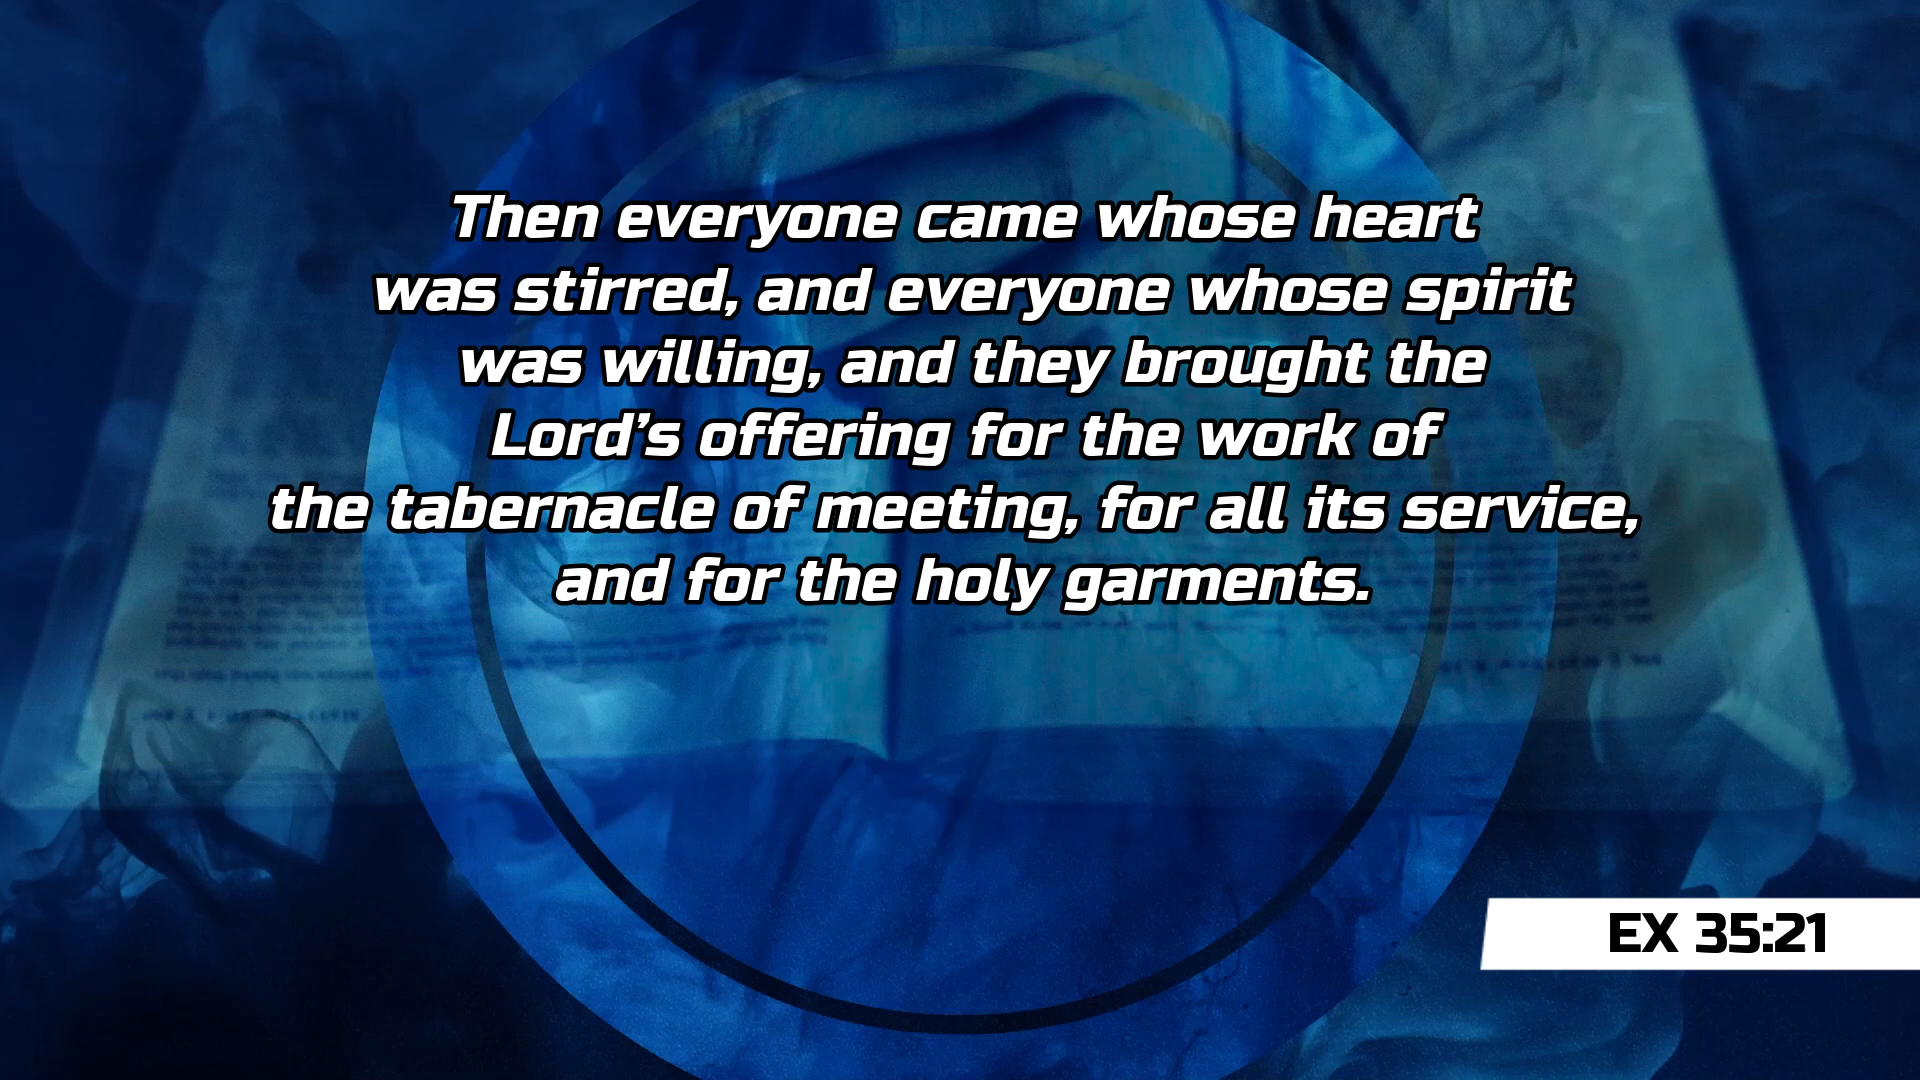 Then everyone came whose heart
was stirred, and everyone whose spirit
was willing, and they brought the
Lord’s offering for the work of
the tabernacle of meeting, for all its service,
and for the holy garments.
EX 35:21